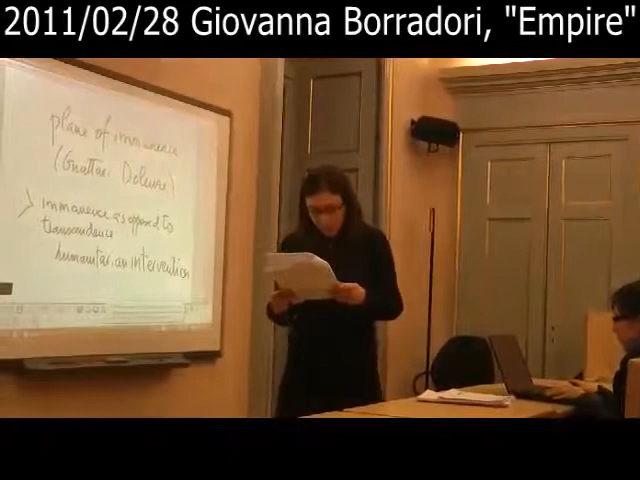 2011/02/28 Giovanna Borradori, "Empire"
plane of immanence
(Guattari Deleuze)
> immanence as opposed to
transcendence
humanitarian intervention